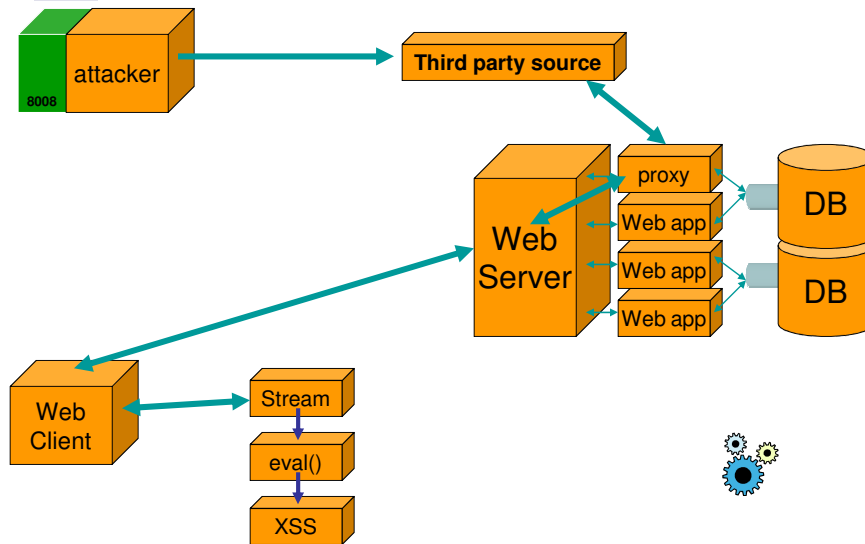 8008
attacker
Third party source
proxy
Web app
Web app
Web app
Web
Server
DB
DB
Web
Client
Stream
eval()
XSS